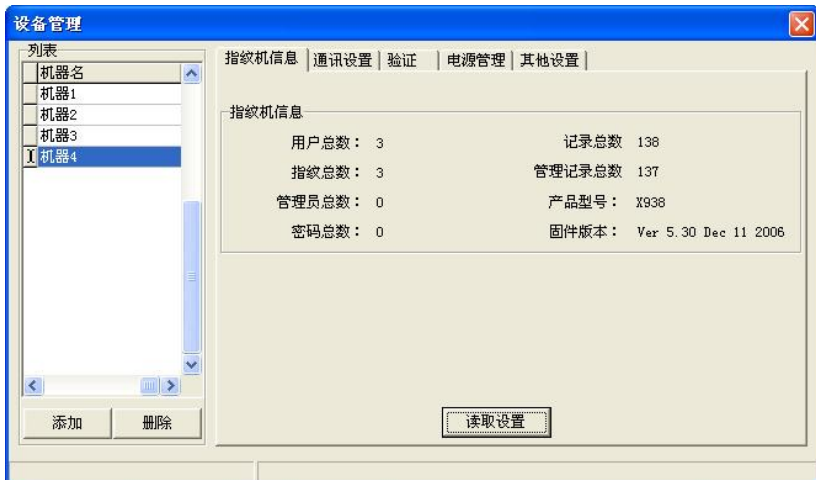 设备管理
列表
机器名
机器1
机器2
机器3
机器4
添加
删除
指纹机信息 通讯设置 验证 电源管理 其他设置
指纹机信息
用户总数： 3 记录总数 138
指纹总数： 3 管理记录总数 137
管理员总数： 0 产品型号： X938
密码总数： 0 固件版本： Ver 5.30 Dec 11 2006
读取设置